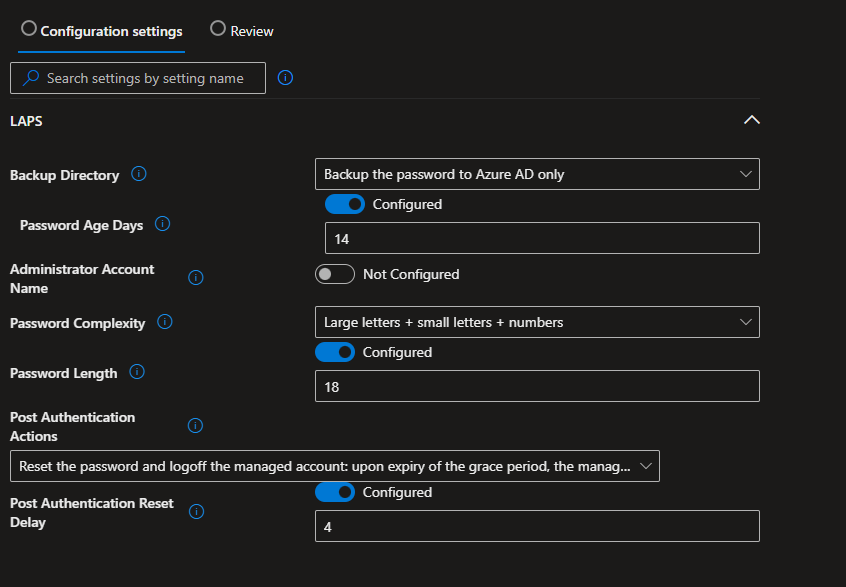 Configuration settings
Review
Search settings by setting name
LAPS
Backup Directory
Backup the password to Azure AD only
Configured
Password Age Days
14
Administrator Account
Name
Not Configured
Password Complexity
Large letters + small letters + numbers
Configured
Password Length
18
Post Authentication
Actions
Reset the password and logoff the managed account: upon expiry of the grace period, the manag...
Configured
Post Authentication Reset
Delay
4